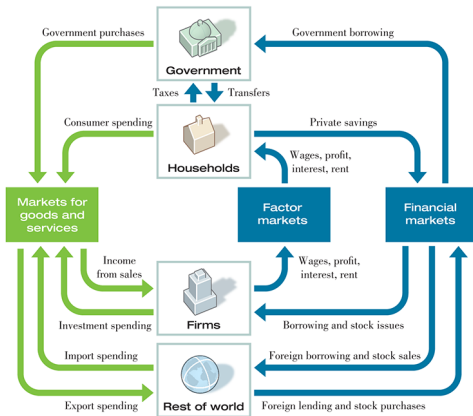 Government purchases
Government borrowing
Government
Taxes
Transfers
Consumer spending
Private savings
Households
Wages, profit,
interest, rent
Markets for
goods and
services
Factor
markets
Financial
markets
Income
from sales
Wages, profit,
interest, rent
Investment spending
Firms
Borrowing and stock issues
Import spending
Foreign borrowing and stock sales
Export spending
Rest of world
Foreign lending and stock purchases